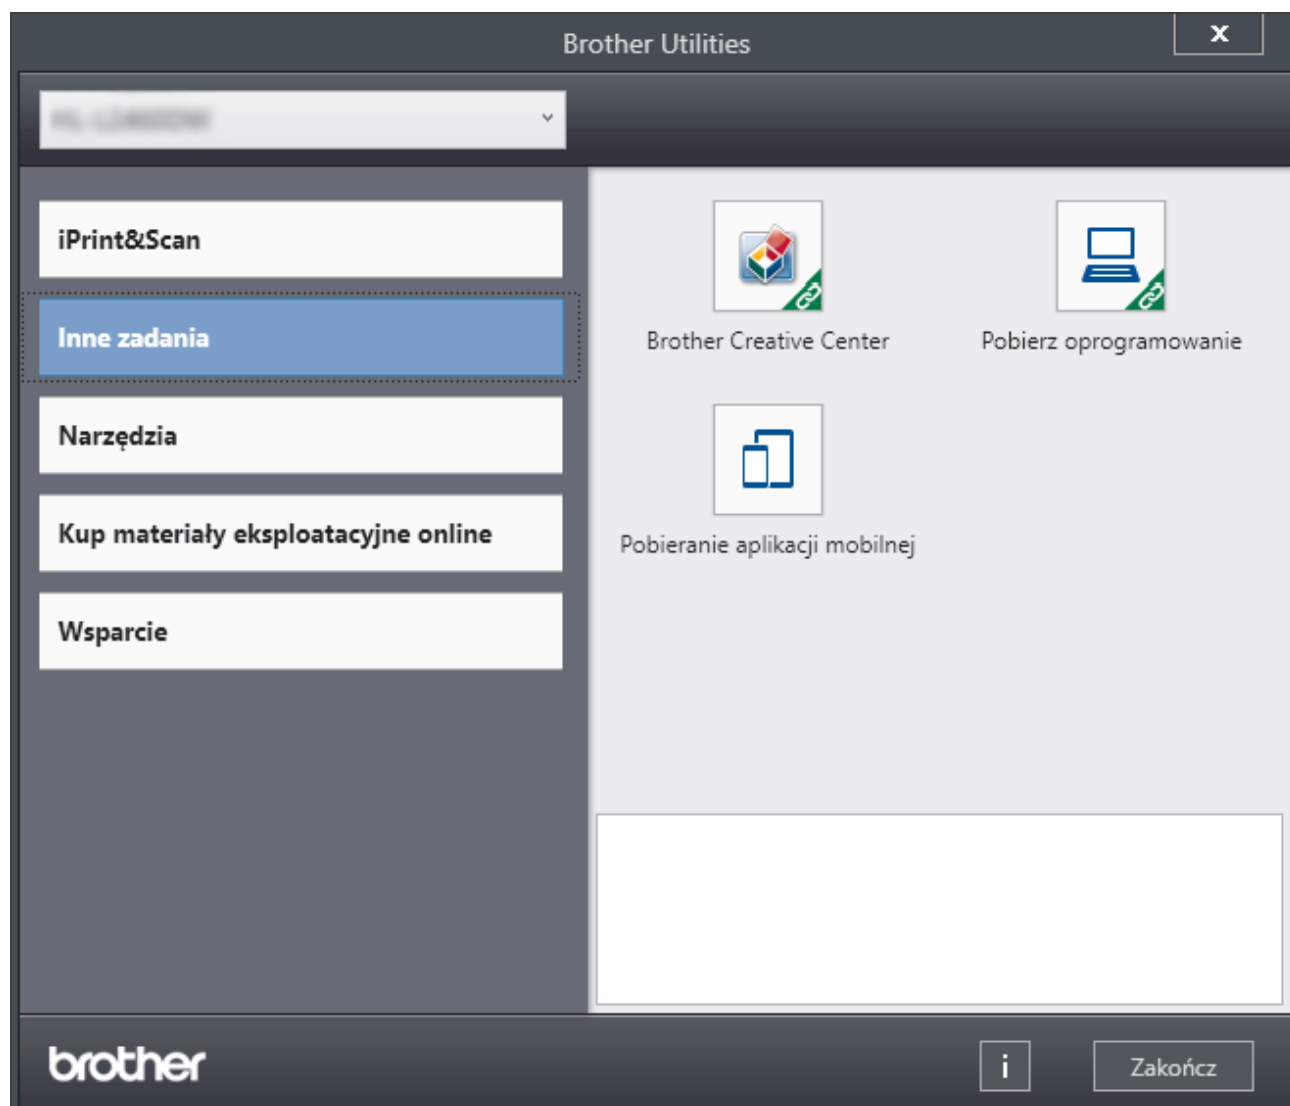 Brother Utilities
x
iPrint&Scan
Inne zadania
Narzędzia
Kup materiały eksploatacyjne online
Wsparcie
Brother Creative Center
Pobierz oprogramowanie
Pobieranie aplikacji mobilnej
brother
i
Zakończ